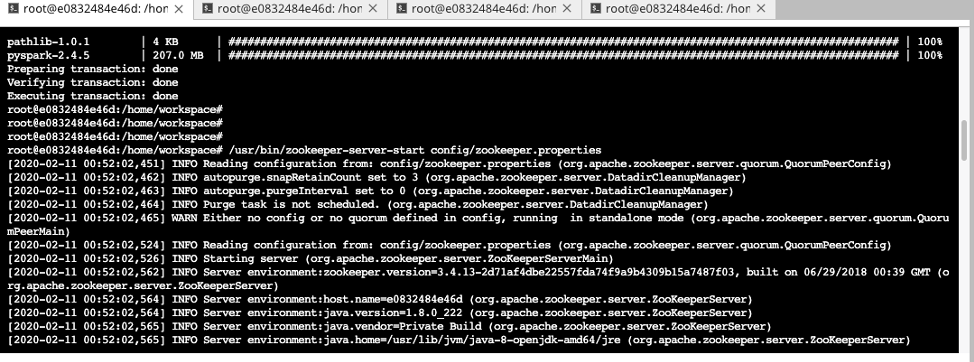 root@e0832484e46d: /hon
root@e0832484e46d: /hon
root@e0832484e46d: /hon
root@e0832484e46d: /hon
pathlib-1.0.1 | 4 KB | ################################################################################################### | 100%
pyspark-2.4.5 | 207.0 MB | ################################################################################################### | 100%
Preparing transaction: done
Verifying transaction: done
Executing transaction: done
root@e0832484e46d:/home/workspace#
root@e0832484e46d:/home/workspace#
root@e0832484e46d:/home/workspace#
root@e0832484e46d:/home/workspace# /usr/bin/zookeeper-server-start config/zookeeper.properties
[2020-02-11 00:52:02,451] INFO Reading configuration from: config/zookeeper.properties (org.apache.zookeeper.server.quorum.QuorumPeerConfig)
[2020-02-11 00:52:02,462] INFO autopurge.snapRetainCount set to 3 (org.apache.zookeeper.server.DatadirCleanupManager)
[2020-02-11 00:52:02,463] INFO autopurge.purgeInterval set to 0 (org.apache.zookeeper.server.DatadirCleanupManager)
[2020-02-11 00:52:02,464] INFO Purge task is not scheduled. (org.apache.zookeeper.server.DatadirCleanupManager)
[2020-02-11 00:52:02,465] WARN Either no config or no quorum defined in config, running  in standalone mode (org.apache.zookeeper.server.quorum.Quoru
mPeerMain)
[2020-02-11 00:52:02,524] INFO Reading configuration from: config/zookeeper.properties (org.apache.zookeeper.server.quorum.QuorumPeerConfig)
[2020-02-11 00:52:02,526] INFO Starting server (org.apache.zookeeper.server.ZooKeeperServerMain)
[2020-02-11 00:52:02,562] INFO Server environment:zookeeper.version=3.4.13-2d71af4dbe22557fda74f9a9b4309b15a7487f03, built on 06/29/2018 00:39 GMT (o
rg.apache.zookeeper.server.ZooKeeperServer)
[2020-02-11 00:52:02,564] INFO Server environment:host.name=e0832484e46d (org.apache.zookeeper.server.ZooKeeperServer)
[2020-02-11 00:52:02,564] INFO Server environment:java.version=1.8.0_222 (org.apache.zookeeper.server.ZooKeeperServer)
[2020-02-11 00:52:02,565] INFO Server environment:java.vendor=Private Build (org.apache.zookeeper.server.ZooKeeperServer)
[2020-02-11 00:52:02,565] INFO Server environment:java.home=/usr/lib/jvm/java-8-openjdk-amd64/jre (org.apache.zookeeper.server.ZooKeeperServer)